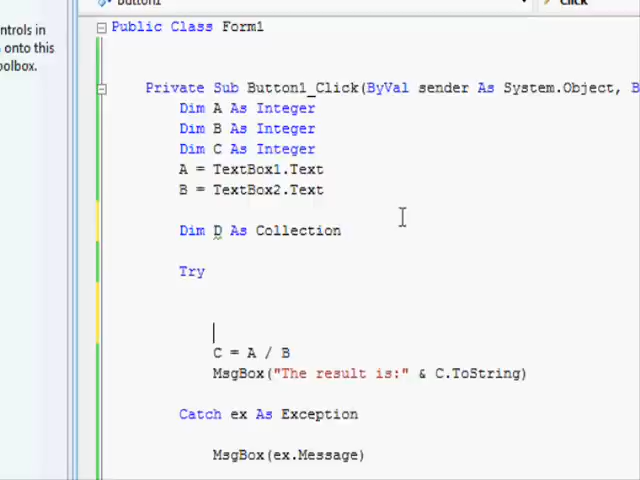 Button1
Click
ntrols in
onto this
olbox.
Public Class Form1
Private Sub Button1_Click(ByVal sender As System.Object, B
Dim A As Integer
Dim B As Integer
Dim C As Integer
A = TextBox1.Text
B = TextBox2.Text
Dim D As Collection
Try
C = A / B
MsgBox("The result is:" & C.ToString)
Catch ex As Exception
MsgBox(ex.Message)